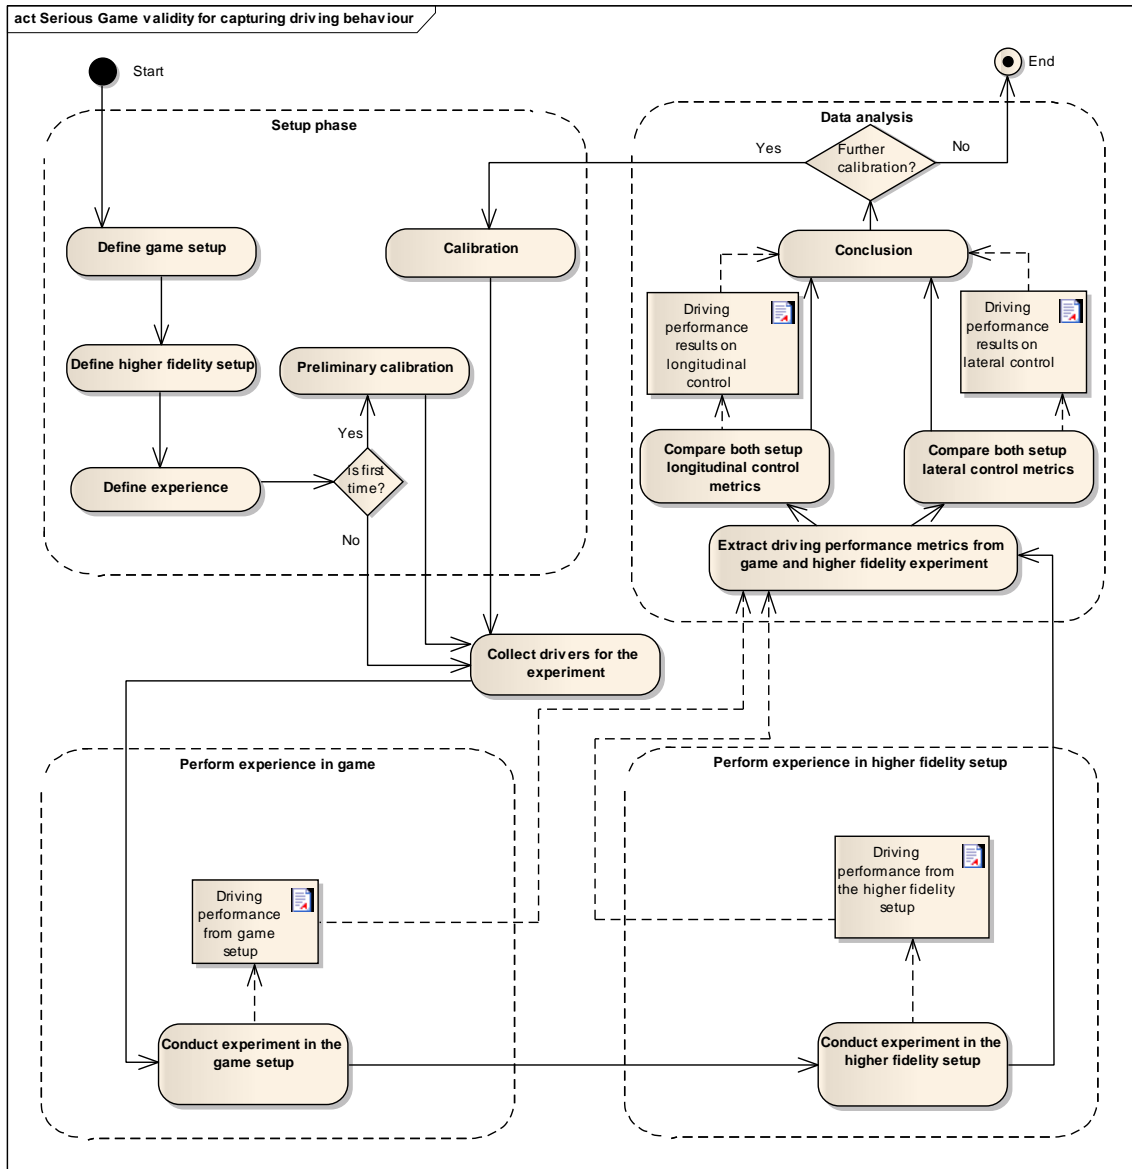 act Serious Game validity for capturing driving behaviour
Start
End
Setup phase
Data analysis
Yes
Further
calibration?
No
Define game setup
Calibration
Conclusion
Driving
performance
results on
longitudinal
control
Driving
performance
results on
lateral control
Define higher fidelity setup
Preliminary calibration
Yes
Is first
time?
No
Define experience
Compare both setup
longitudinal control
metrics
Compare both setup
lateral control metrics
Extract driving performance metrics from
game and higher fidelity experiment
Collect drivers for the
experiment
Perform experience in game
Perform experience in higher fidelity setup
Driving
performance
from game
setup
Driving
performance from
the higher fidelity
setup
Conduct experiment in the
game setup
Conduct experiment in the
higher fidelity setup